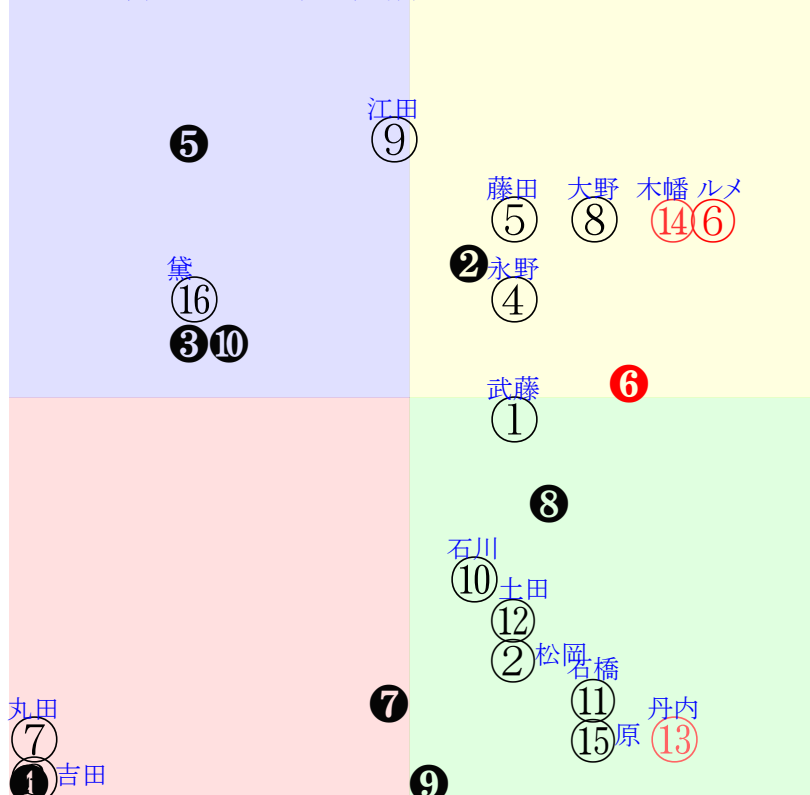 江田
⑨
❺
藤田 大野 木幡 ルメ
⑤ ⑧ ⑭ ⑥
黛
⑯
❷ 永野
④
❸ ❿
❻
武藤
①
❽
石川
⑩
土田
⑫
② 松岡
石橋
⑪
⑮ 原
丹内
⑬
❼
丸田
⑦
吉田
❾